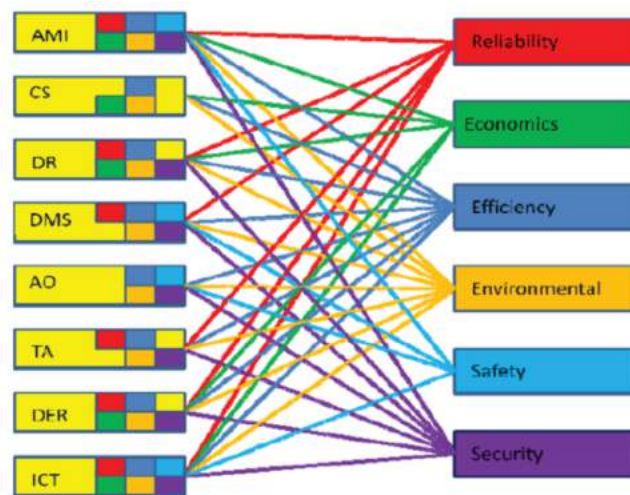 AMI
CS
DR
DMS
AO
TA
DER
ICT
Reliability
Economics
Efficiency
Environmental
Safety
Security